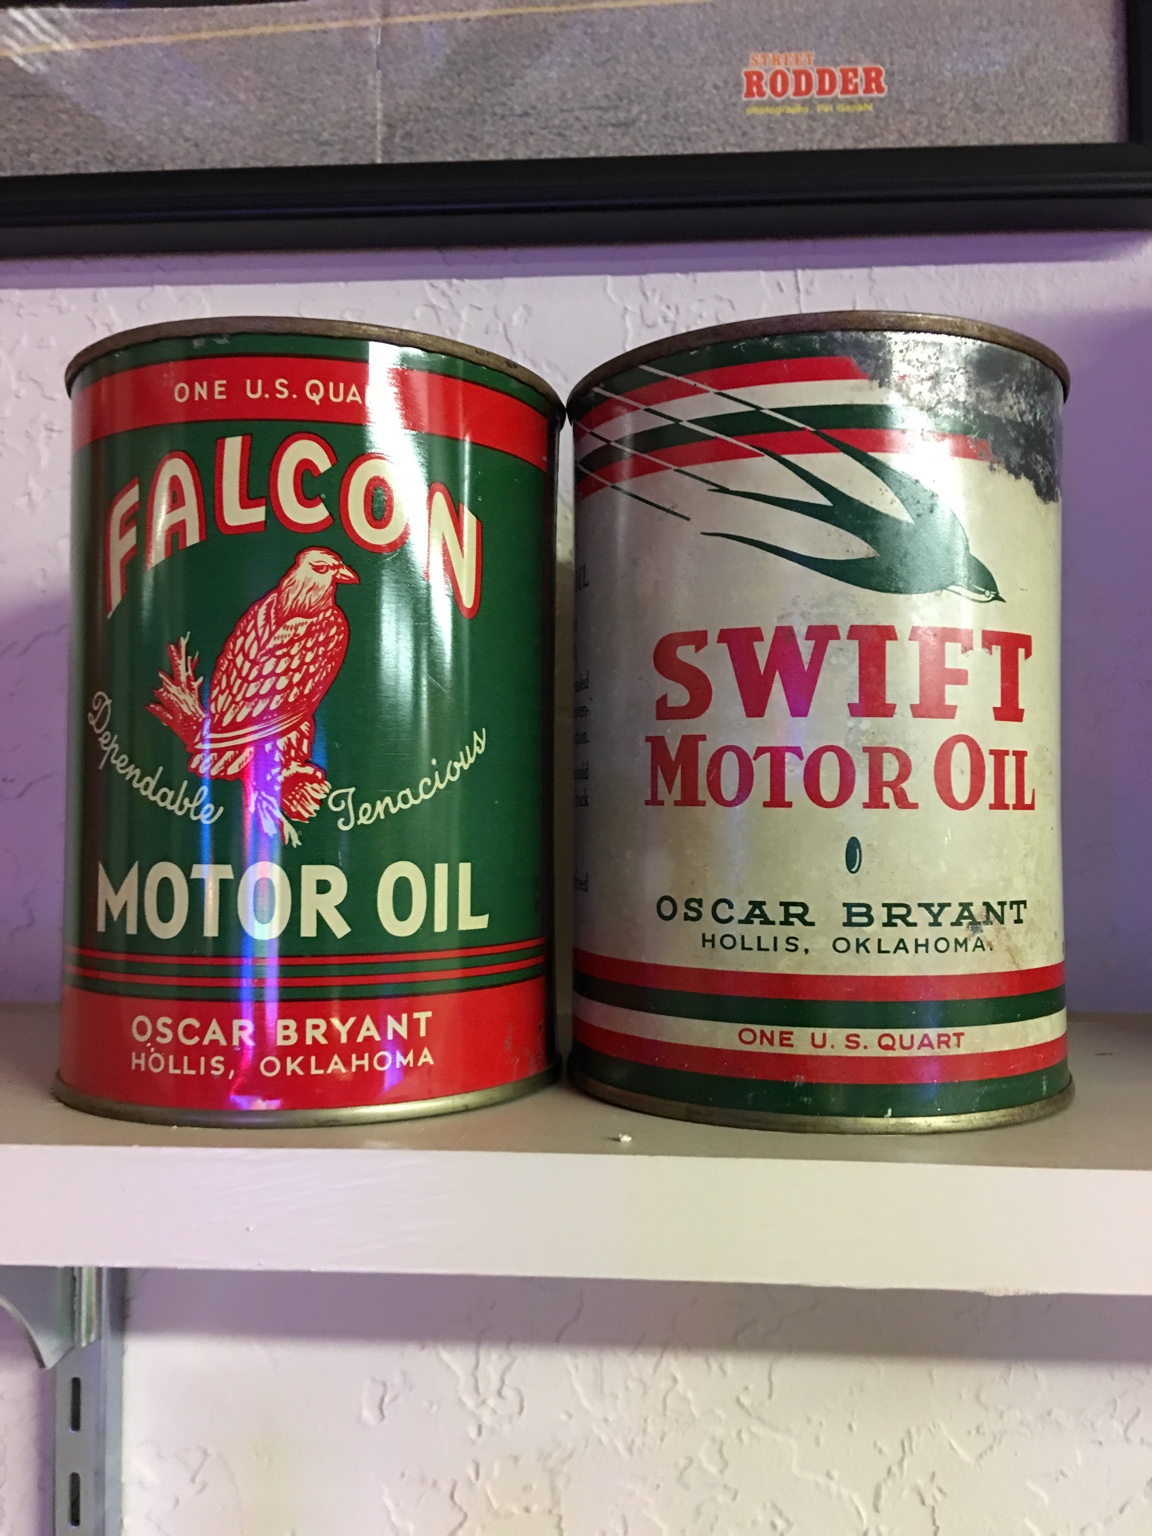 STREET
RODDER
ONE U.S. QUA
FALCON
Dependable Tenacious
MOTOR OIL
OSCAR BRYANT
HOLLIS, OKLAHOMA
SWIFT
MOTOR OIL
OSCAR BRYANT
HOLLIS, OKLAHOMA.
ONE U. S. QUART